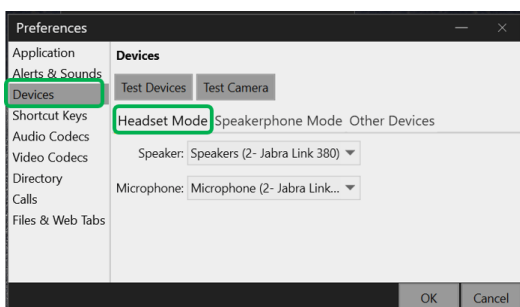 Preferences
Application
Alerts & Sounds
Devices
Shortcut Keys
Audio Codecs
Video Codecs
Directory
Calls
Files & Web Tabs
Devices
Test Devices Test Camera
Headset Mode Speakerphone Mode Other Devices
Speaker: Speakers (2- Jabra Link 380)
Microphone: Microphone (2- Jabra Link...
OK Cancel